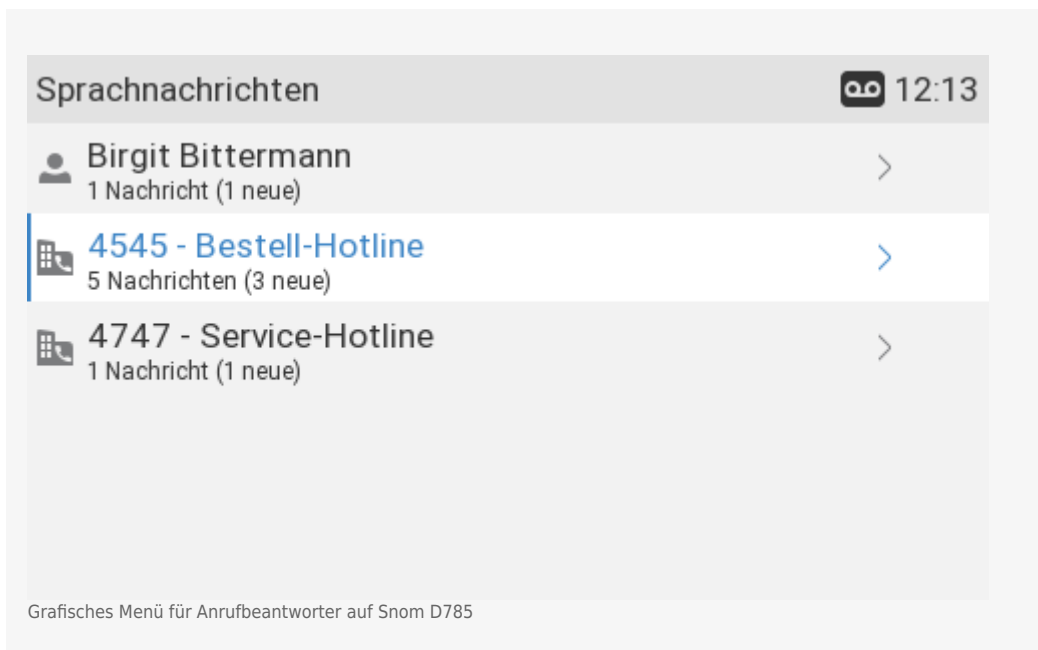 Sprachnachrichten 12:13
Birgit Bittermann
1 Nachricht (1 neue)
4545 - Bestell-Hotline
5 Nachrichten (3 neue)
4747 - Service-Hotline
1 Nachricht (1 neue)
Grafisches Menü für Anrufbeantworter auf Snom D785